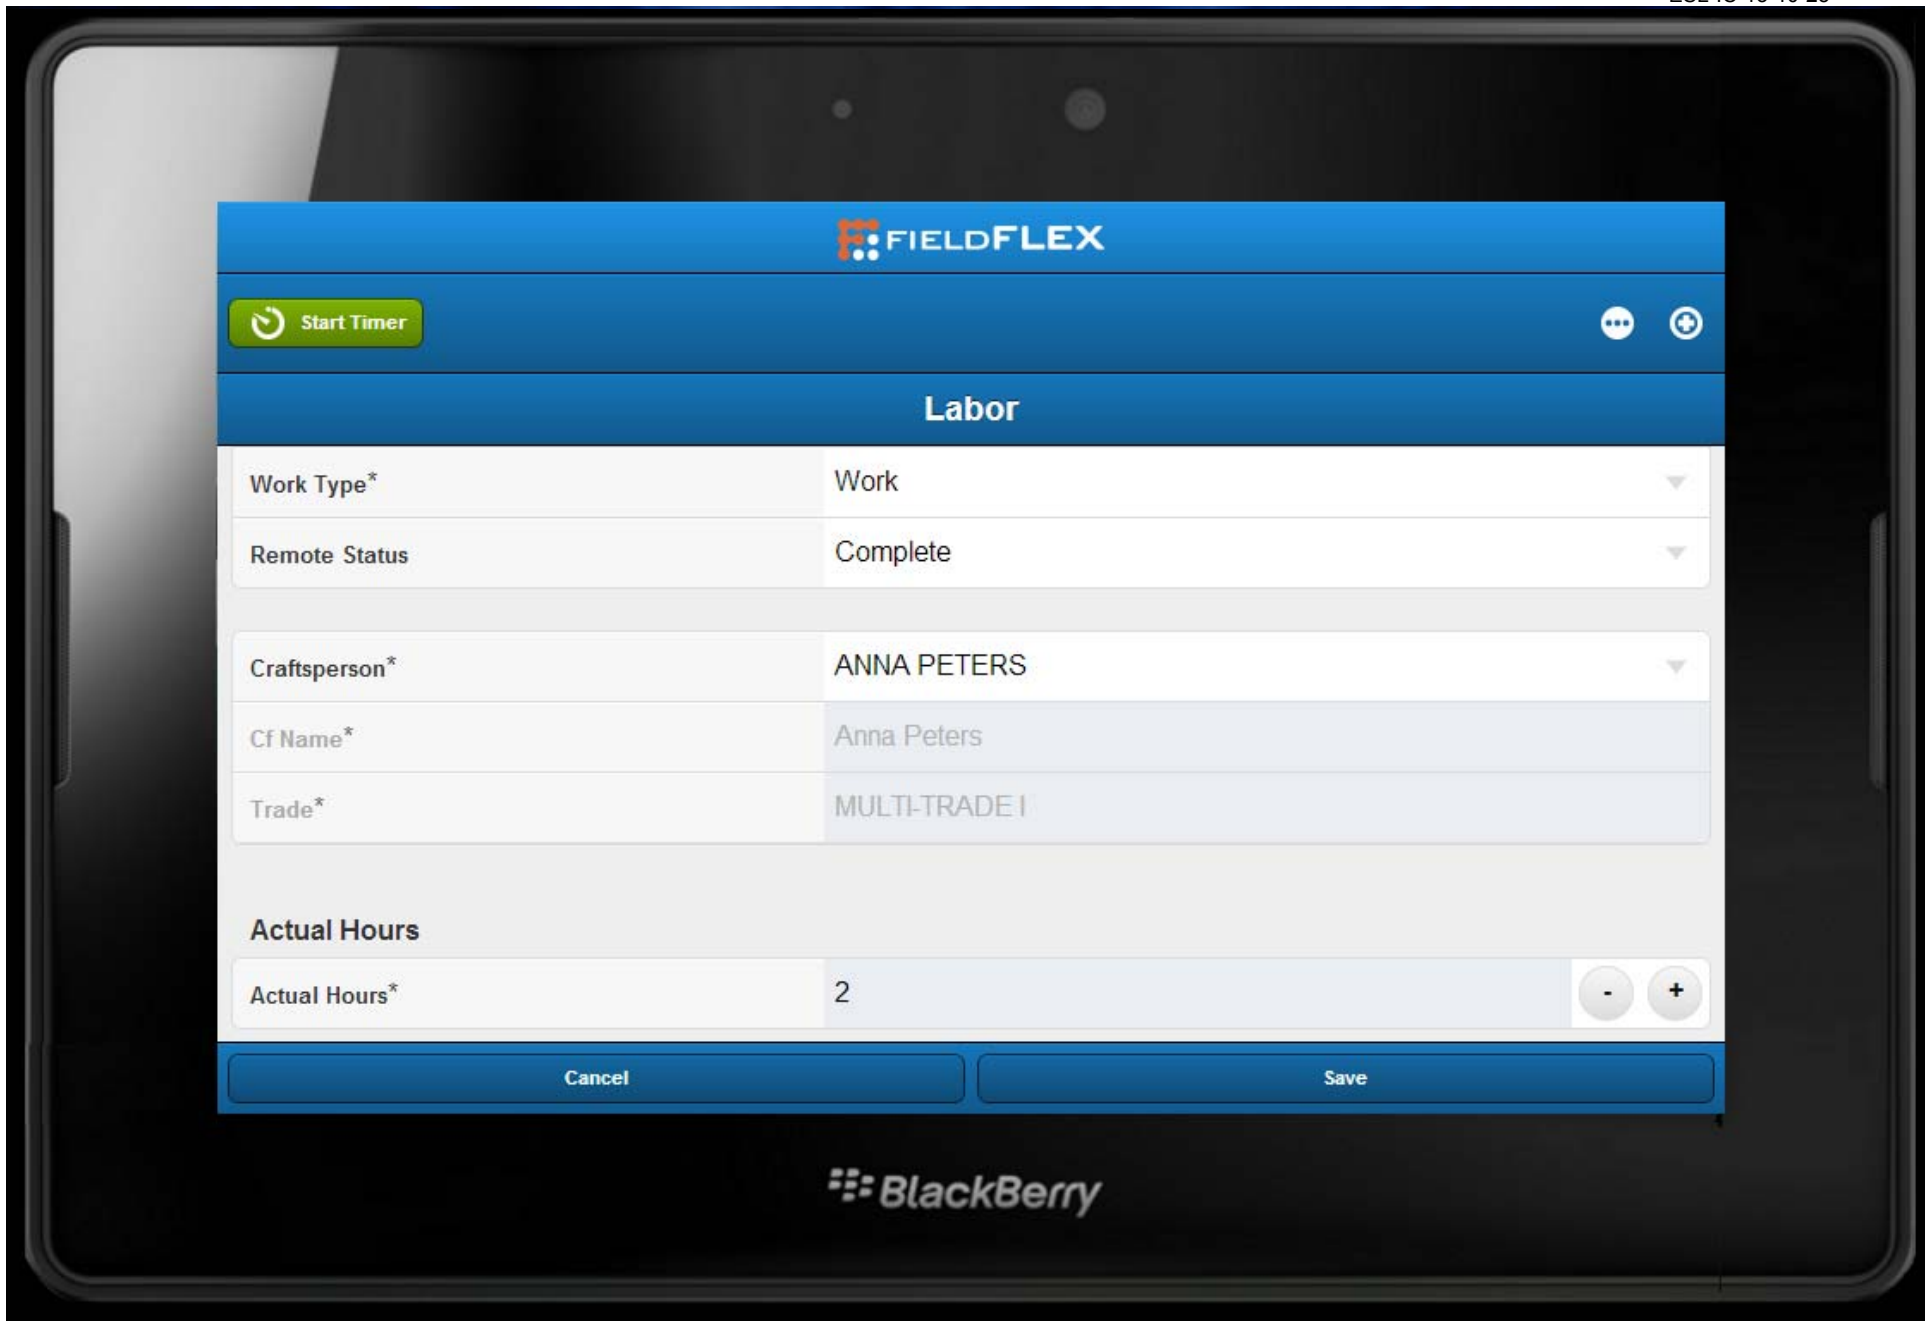 FIELDFLEX
Start Timer
Labor
Work Type* Work
Remote Status Complete
Craftsperson* ANNA PETERS
Cf Name* Anna Peters
Trade* MULTI-TRADE I
Actual Hours
Actual Hours* 2 - +
Cancel Save
BlackBerry